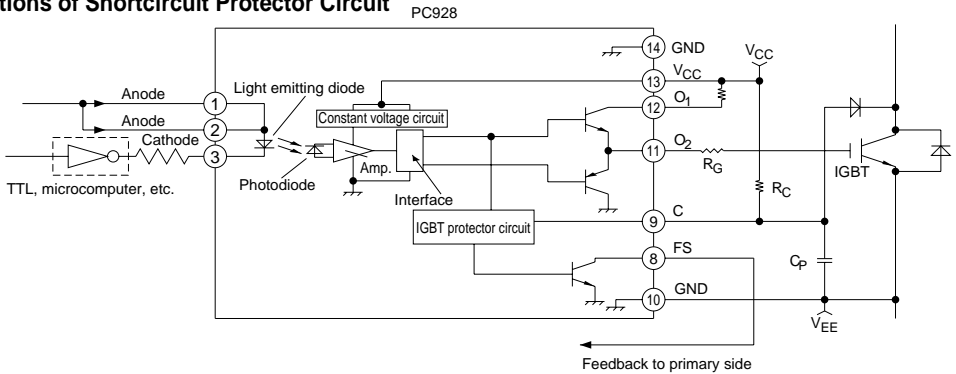 tions of Shortcircuit Protector Circuit
PC928
14 GND
VCC
13 VCC
Anode
1
Light emitting diode
12 O1
Constant voltage circuit
Anode
2
Cathode
3
11 O2
RG
IGBT
Amp.
TTL, microcomputer, etc.
Photodiode
Interface
RC
9 C
IGBT protector circuit
8 FS
CP
10 GND
VEE
Feedback to primary side